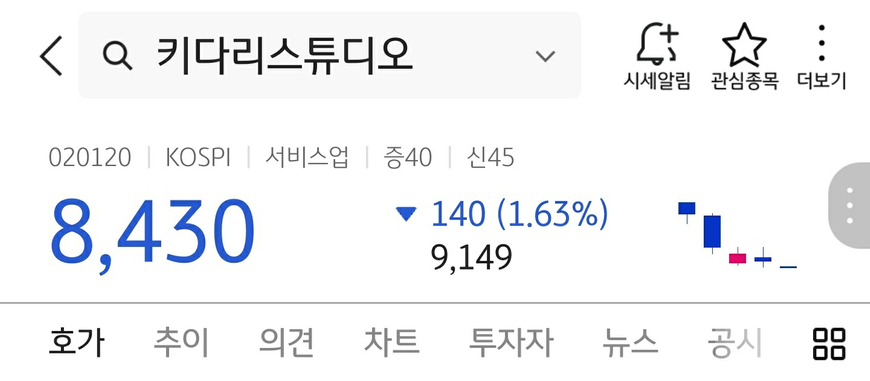 키다리스튜디오
시세알림 관심종목 더보기
020120 | KOSPI | 서비스업 | 증40 | 신45
8,430 ▼ 140 (1.63%)
9,149
호가 추이 의견 차트 투자자 뉴스 공시